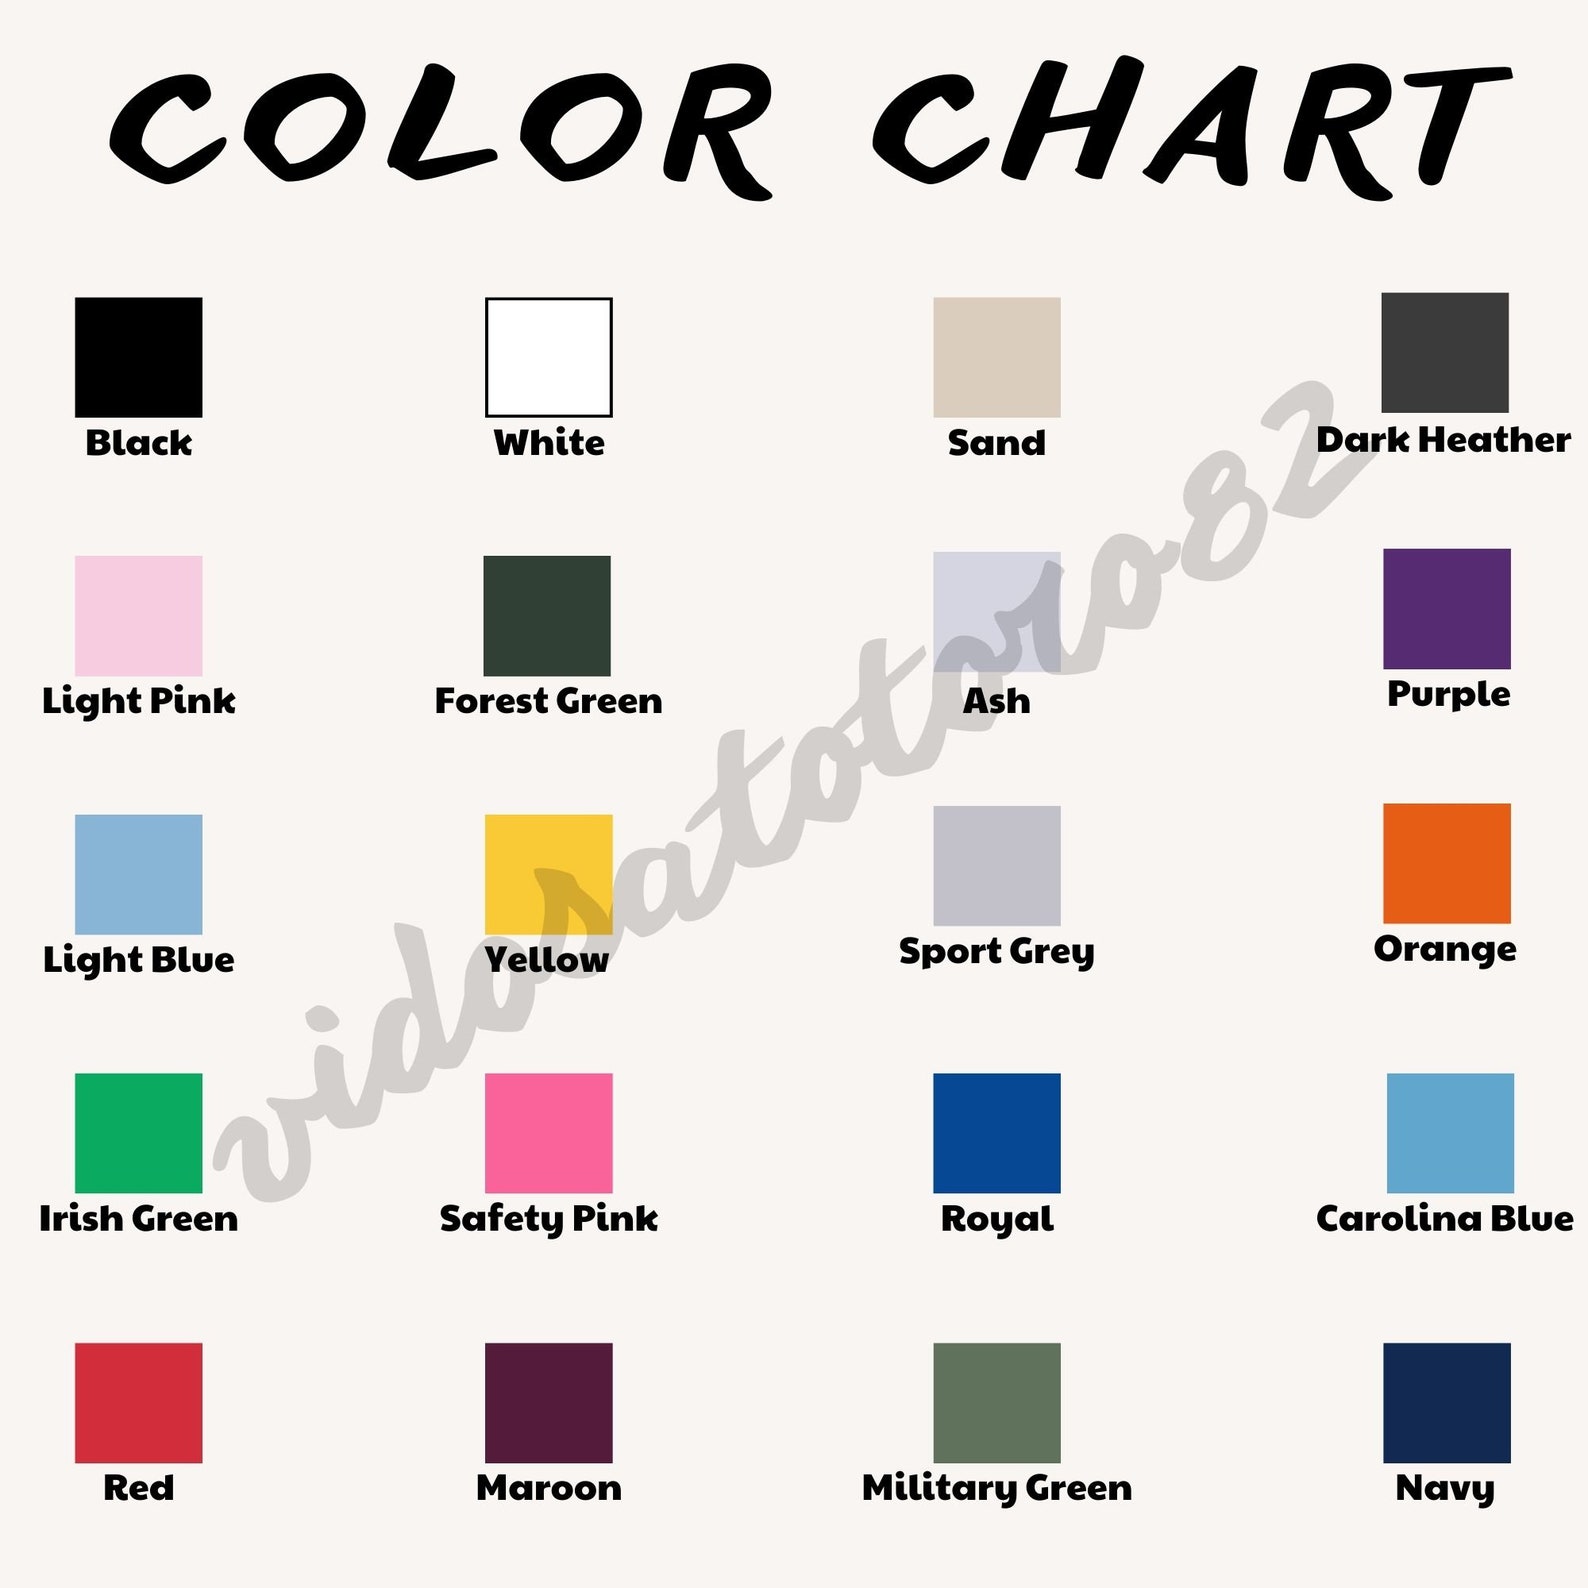 COLOR CHART
Black White Sand Dark Heather
Light Pink Forest Green Ash Purple
Light Blue Yellow Sport Grey Orange
Irish Green Safety Pink Royal Carolina Blue
Red Maroon Military Green Navy
vidosatotoro82